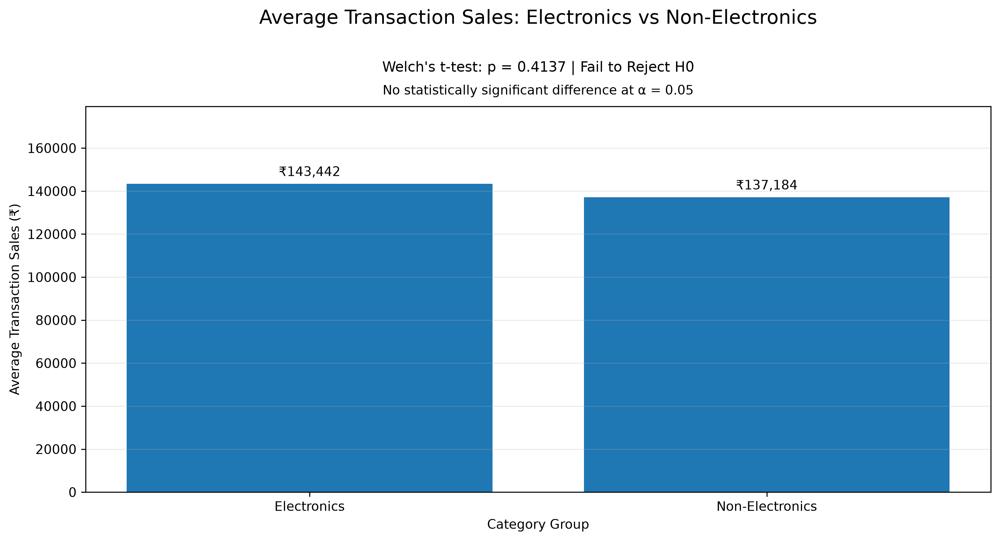 Average Transaction Sales: Electronics vs Non-Electronics
Welch's t-test: p = 0.4137 | Fail to Reject H0
No statistically significant difference at α = 0.05
Average Transaction Sales (₹)
160000
140000
120000
100000
80000
60000
40000
20000
0
₹143,442
₹137,184
Electronics
Non-Electronics
Category Group